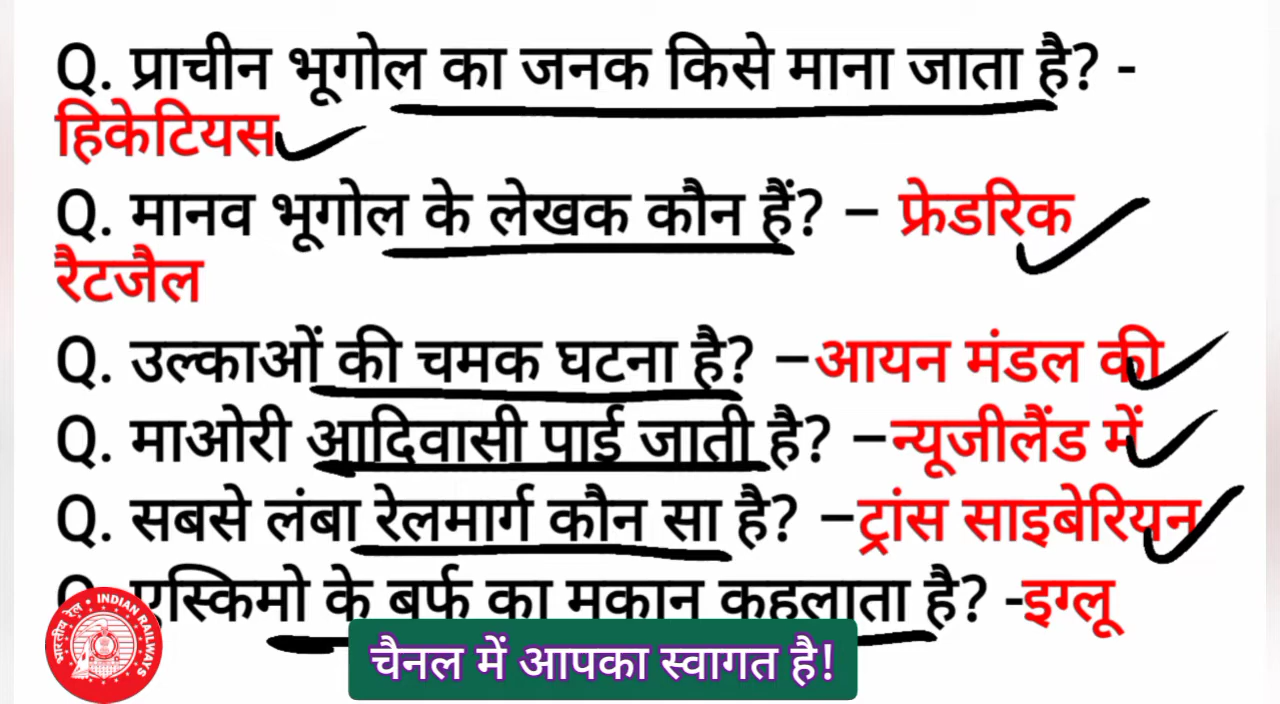 Q. प्राचीन भूगोल का जनक किसे माना जाता है? -
हिकेटियस
Q. मानव भूगोल के लेखक कौन हैं? – फ्रेडरिक
रैटजैल
Q. उल्काओं की चमक घटना है? –आयन मंडल की
Q. माओरी आदिवासी पाई जाती है? –न्यूजीलैंड में
Q. सबसे लंबा रेलमार्ग कौन सा है? –ट्रांस साइबेरियन
Q. एस्किमो के बर्फ का मकान कहलाता है? -इग्लू
भारतीय रेल • INDIAN RAILWAYS
चैनल में आपका स्वागत है!